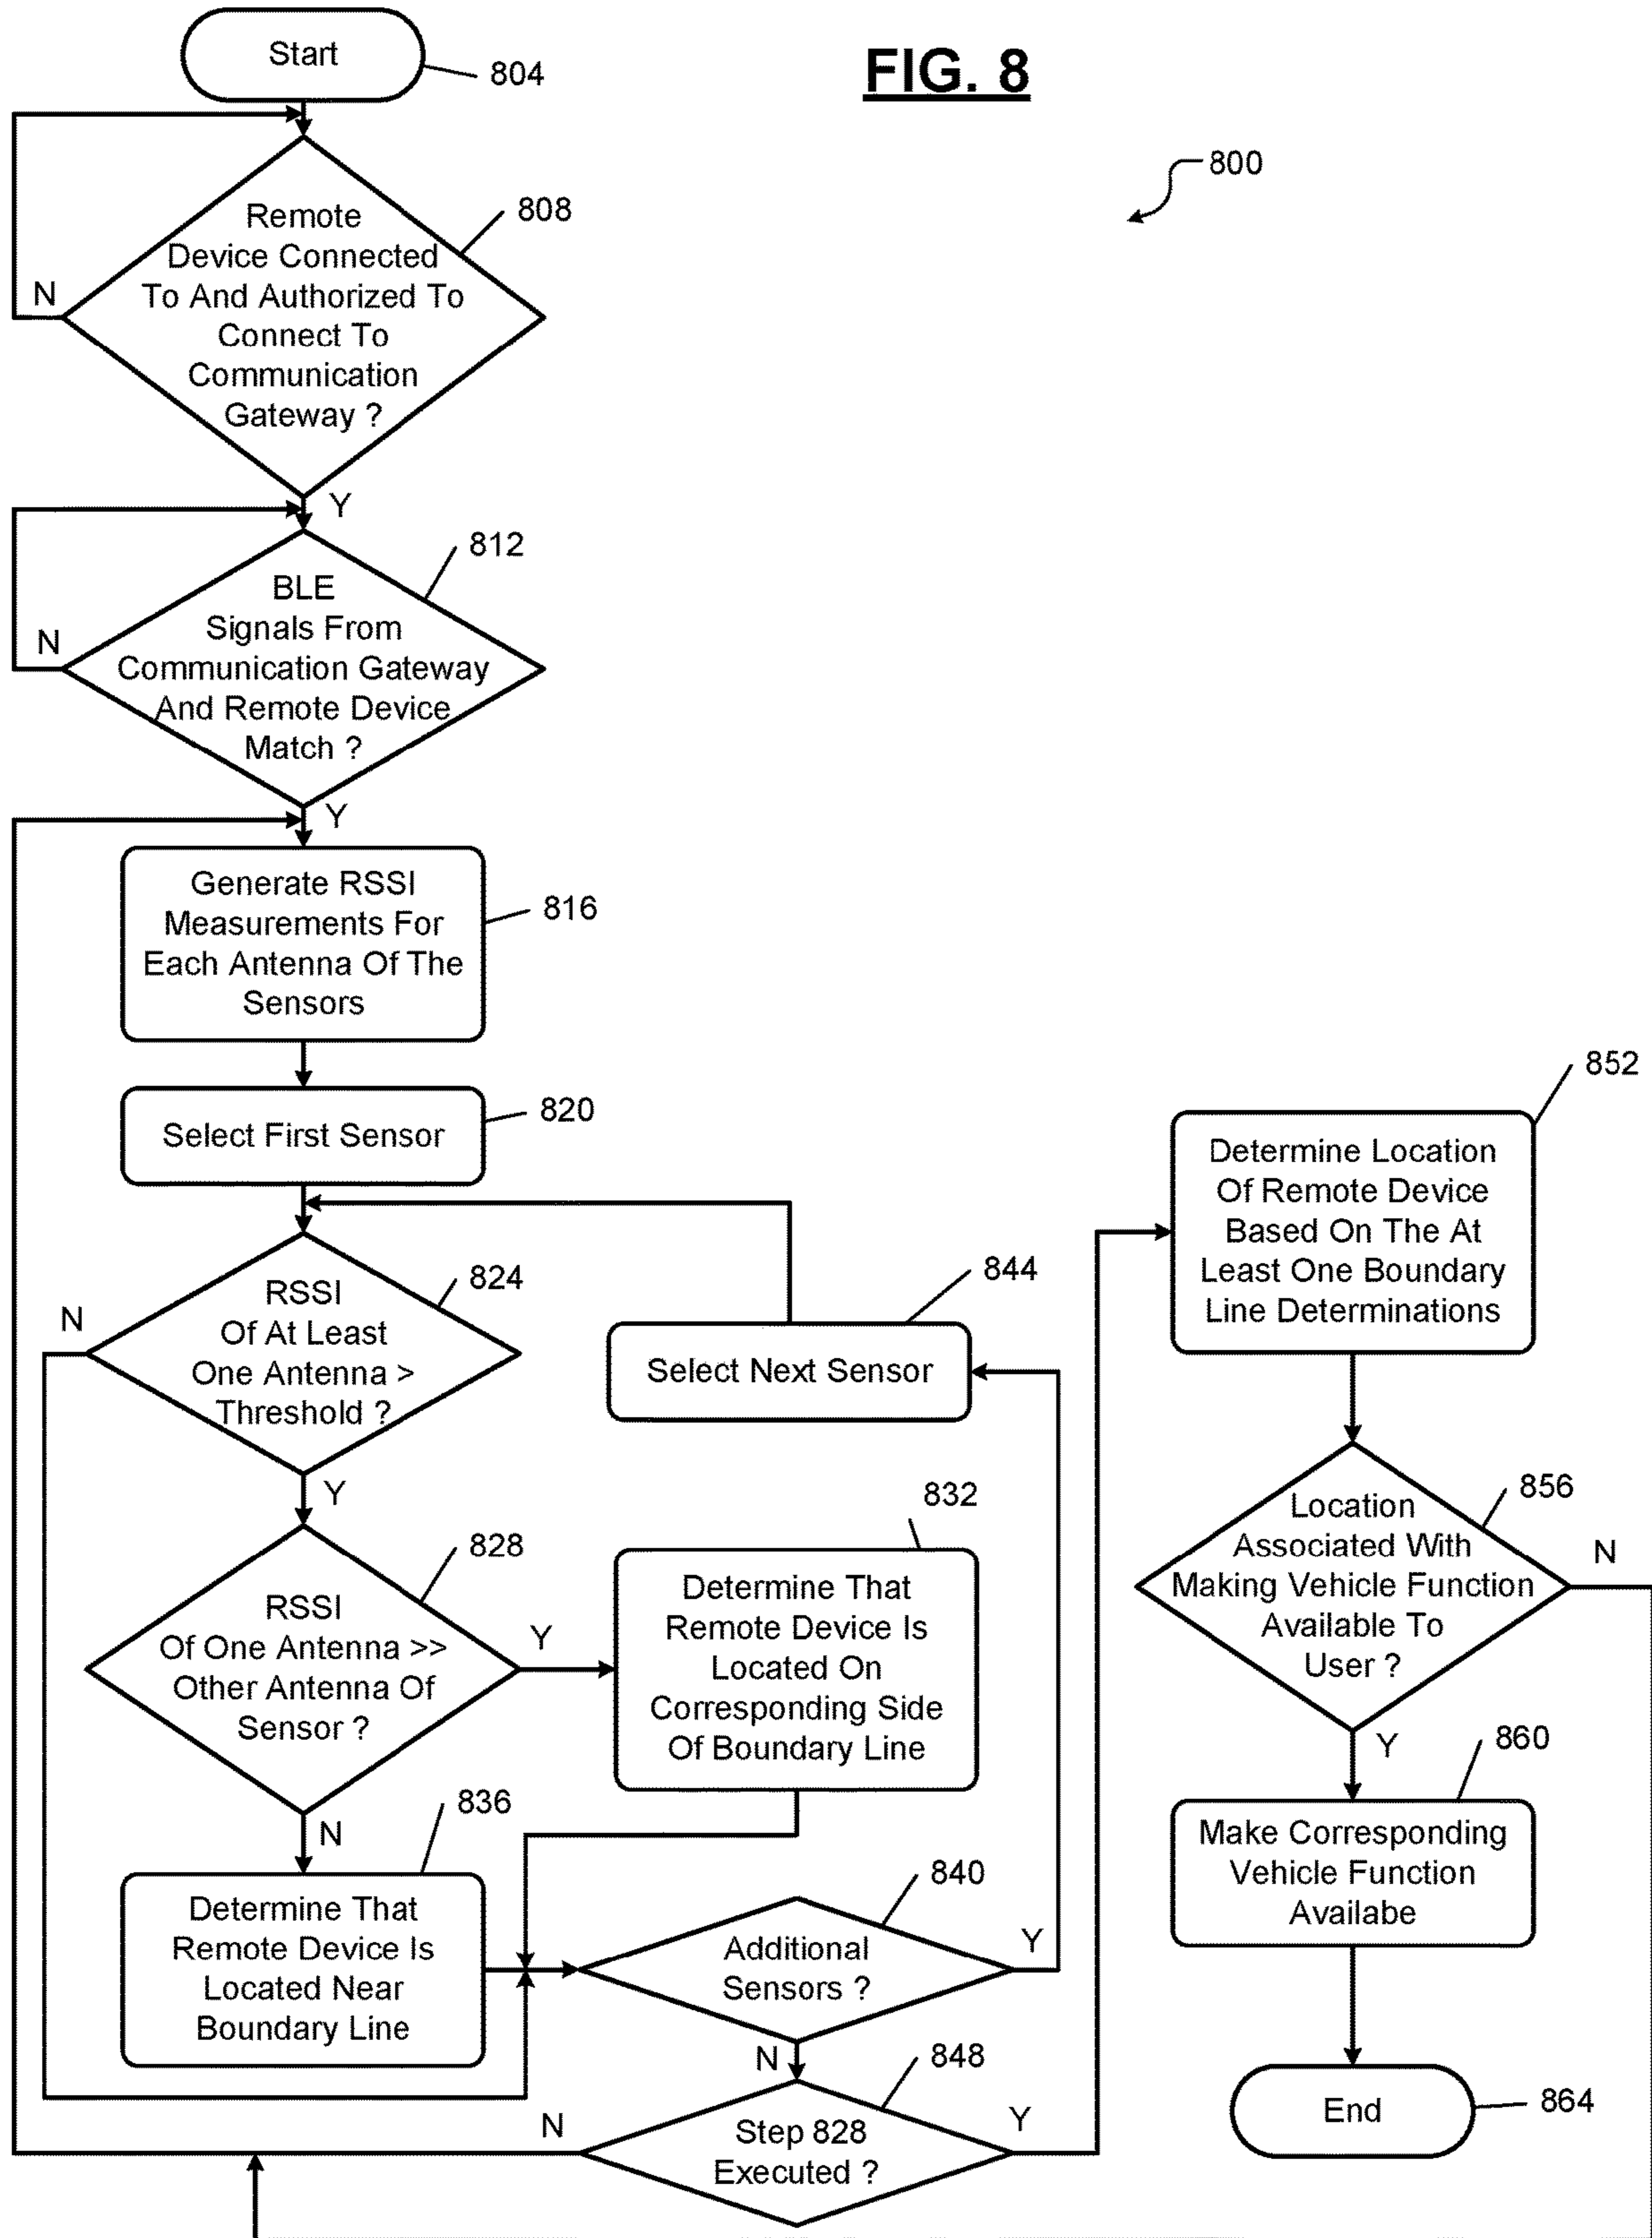 FIG. 8
800
Start
804
Remote
Device Connected
To And Authorized To
Connect To
Communication
Gateway ?
808
N
Y
BLE
Signals From
Communication Gateway
And Remote Device
Match ?
812
N
Y
Generate RSSI
Measurements For
Each Antenna Of The
Sensors
816
Select First Sensor
820
RSSI
Of At Least
One Antenna >
Threshold ?
824
N
Y
RSSI
Of One Antenna >>
Other Antenna Of
Sensor ?
828
Y
N
Determine That
Remote Device Is
Located On
Corresponding Side
Of Boundary Line
832
Determine That
Remote Device Is
Located Near
Boundary Line
836
Additional
Sensors ?
840
Y
N
Select Next Sensor
844
Step 828
Executed ?
848
N
Y
Determine Location
Of Remote Device
Based On The At
Least One Boundary
Line Determinations
852
Location
Associated With
Making Vehicle Function
Available To
User ?
856
N
Y
Make Corresponding
Vehicle Function
Availabe
860
End
864